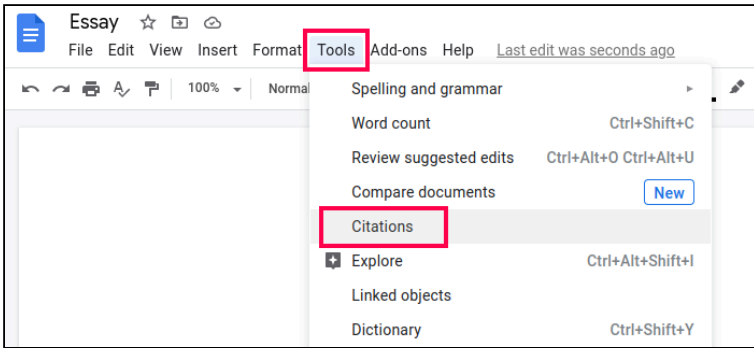 Essay
File Edit View Insert Format Tools Add-ons Help Last edit was seconds ago
100% Norma
Spelling and grammar
Word count Ctrl+Shift+C
Review suggested edits Ctrl+Alt+O Ctrl+Alt+U
Compare documents New
Citations
Explore Ctrl+Alt+Shift+I
Linked objects
Dictionary Ctrl+Shift+Y